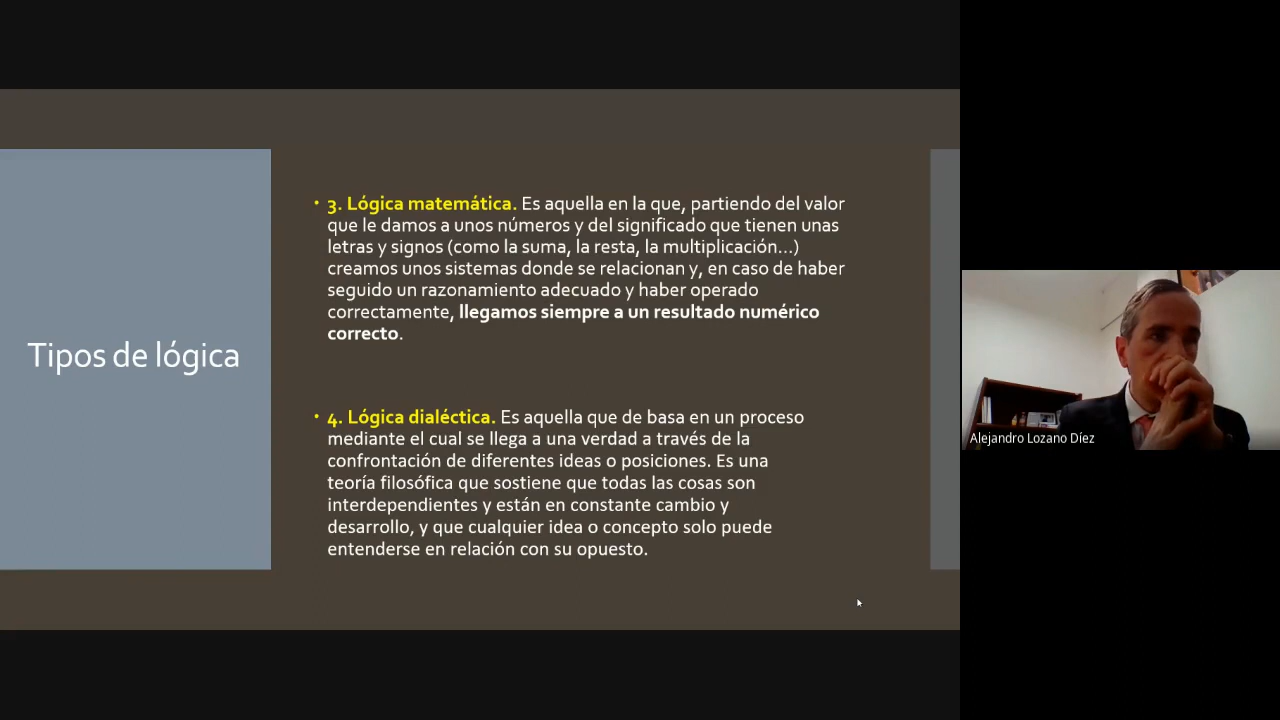 Tipos de lógica
• 3. Lógica matemática. Es aquella en la que, partiendo del valor
que le damos a unos números y del significado que tienen unas
letras y signos (como la suma, la resta, la multiplicación...)
creamos unos sistemas donde se relacionan y, en caso de haber
seguido un razonamiento adecuado y haber operado
correctamente, llegamos siempre a un resultado numérico
correcto.
• 4. Lógica dialéctica. Es aquella que de basa en un proceso
mediante el cual se llega a una verdad a través de la
confrontación de diferentes ideas o posiciones. Es una
teoría filosófica que sostiene que todas las cosas son
interdependientes y están en constante cambio y
desarrollo, y que cualquier idea o concepto solo puede
entenderse en relación con su opuesto.
Alejandro Lozano Díez